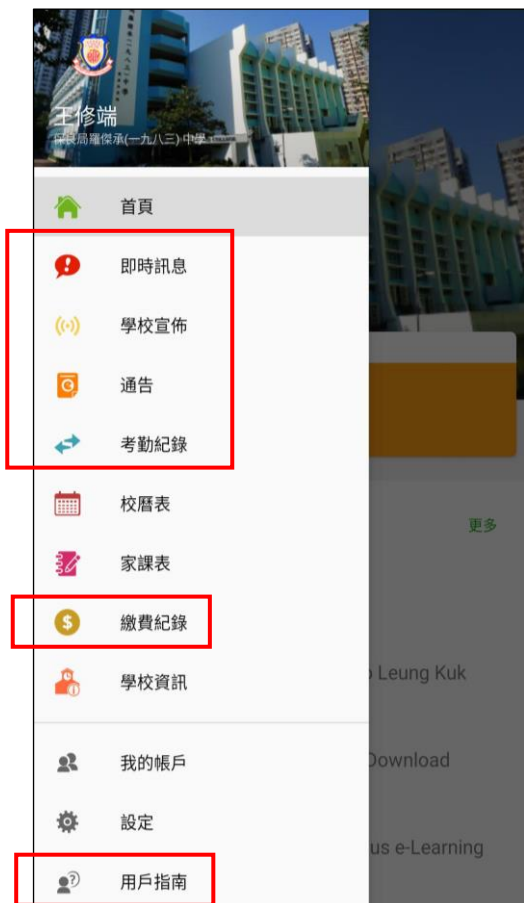 王修端
保良局羅傑承(一九八三)中學
首頁
即時訊息
學校宣佈
通告
考勤紀錄
校曆表
更多
家課表
繳費紀錄
學校資訊
Leung Kuk
我的帳戶
Download
設定
us e-Learning
用戶指南